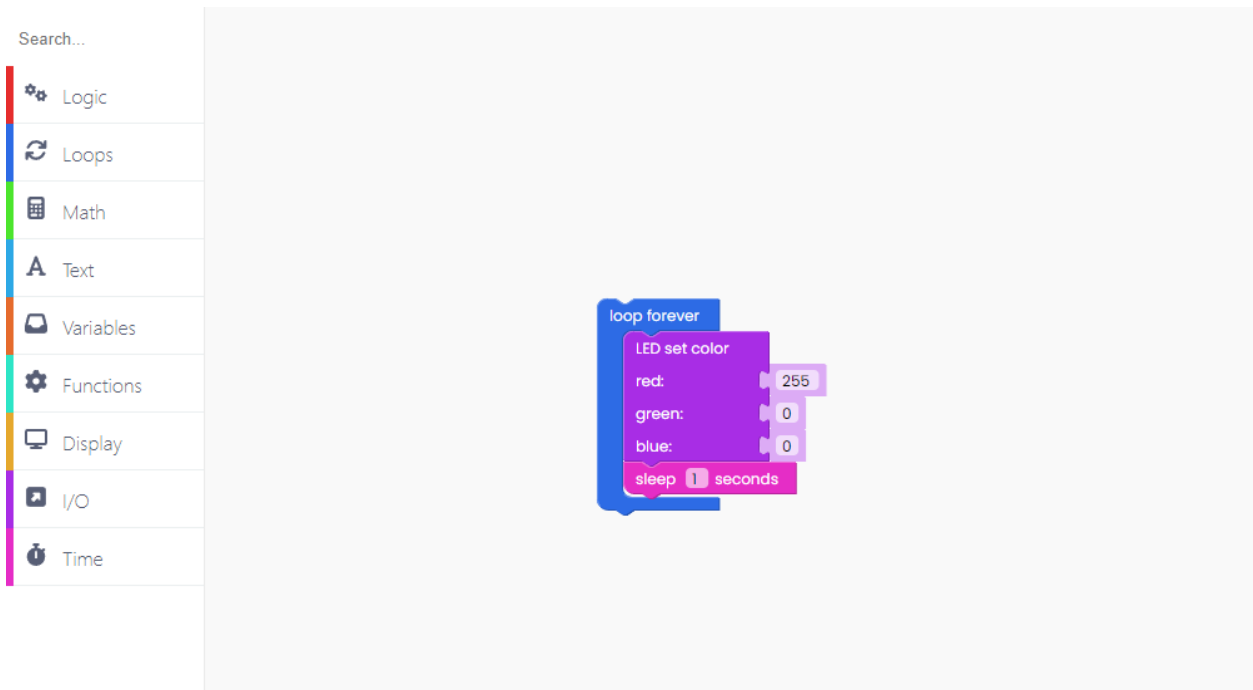 Search...
Logic
Loops
Math
Text
Variables
Functions
Display
I/O
Time
loop forever
LED set color
red: 255
green: 0
blue: 0
sleep 1 seconds